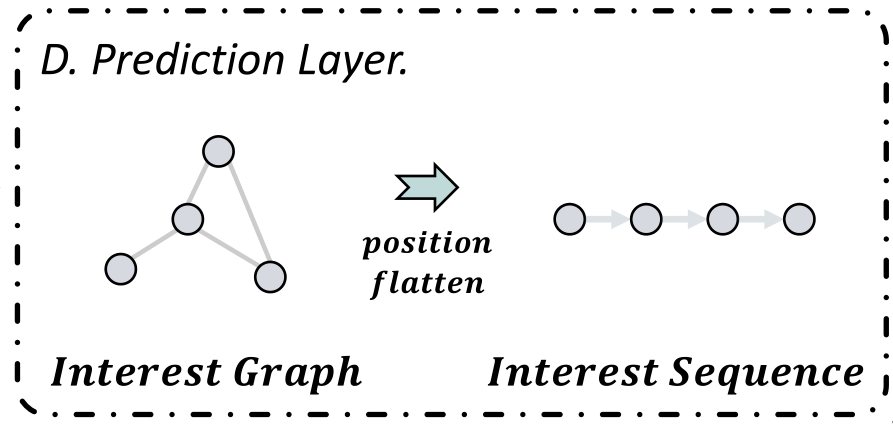 D. Prediction Layer.
position
flatten
Interest Graph
Interest Sequence